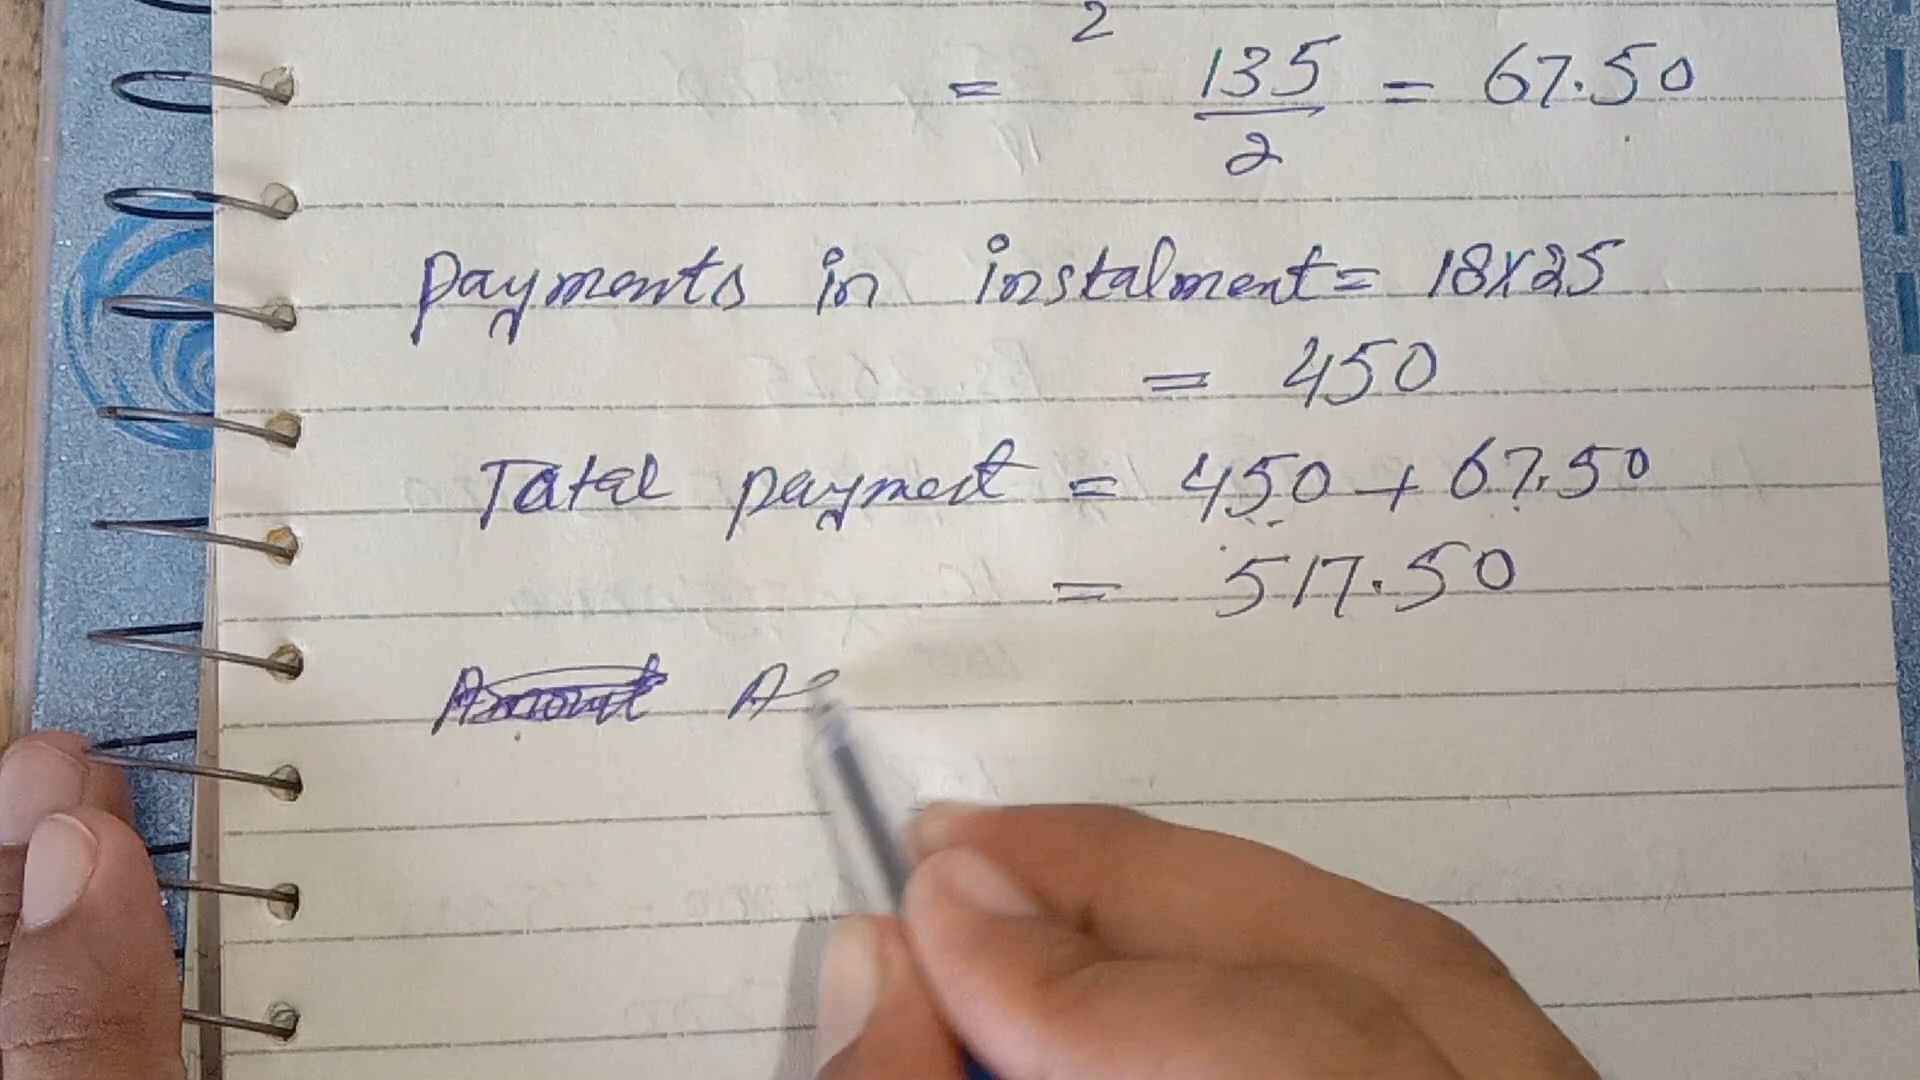 2
= 135/2 = 67.50
Payments in instalment = 18x25
= 450
Total payment = 450 + 67.50
= 517.50